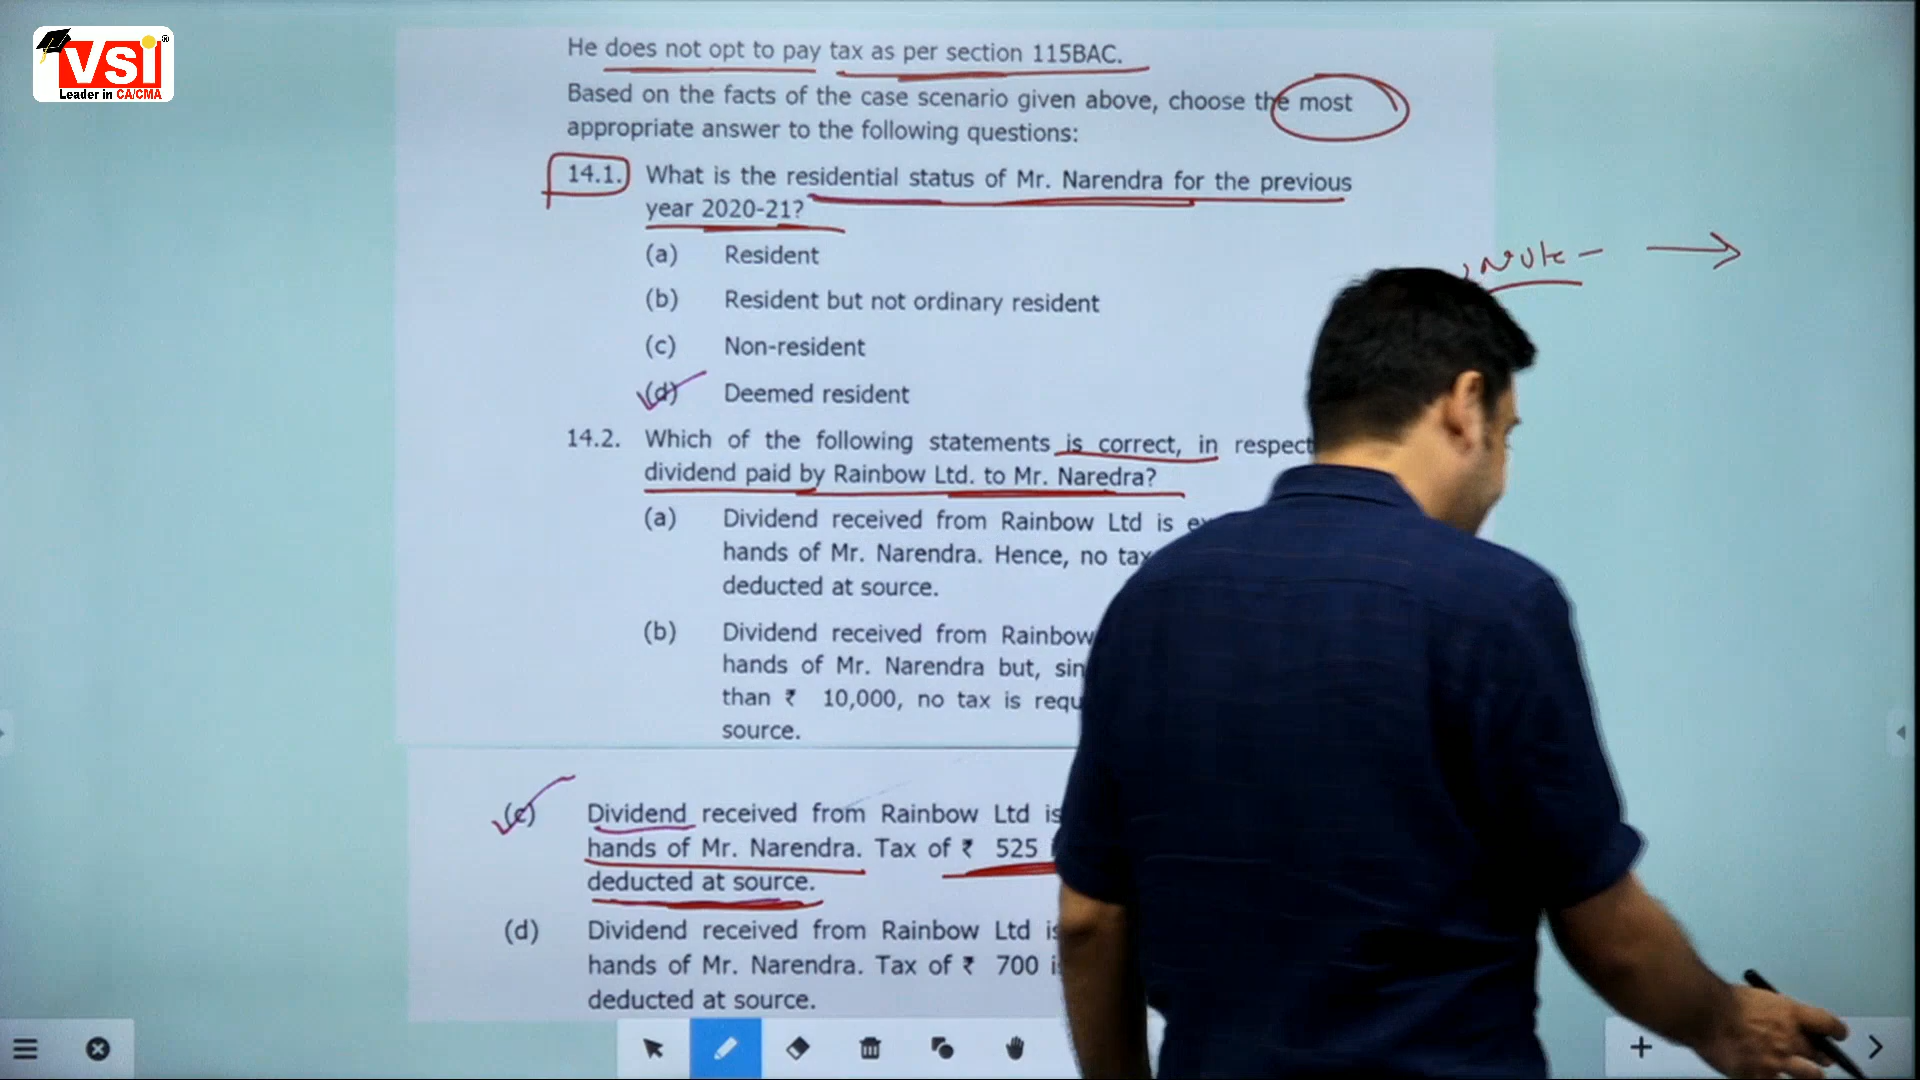 VSI
®
Leader in CA/CMA
He does not opt to pay tax as per section 115BAC.
Based on the facts of the case scenario given above, choose the most
appropriate answer to the following questions:
14.1. What is the residential status of Mr. Narendra for the previous
year 2020-21?
(a) Resident
(b) Resident but not ordinary resident
(c) Non-resident
(d) Deemed resident
14.2. Which of the following statements is correct, in respect
dividend paid by Rainbow Ltd. to Mr. Naredra?
(a) Dividend received from Rainbow Ltd is
hands of Mr. Narendra. Hence, no tax
deducted at source.
(b) Dividend received from Rainbow
hands of Mr. Narendra but,
than ₹ 10,000, no tax is
source.
(c) Dividend received from Rainbow Ltd is
hands of Mr. Narendra. Tax of ₹ 525
deducted at source.
(d) Dividend received from Rainbow Ltd is
hands of Mr. Narendra. Tax of ₹ 700
deducted at source.